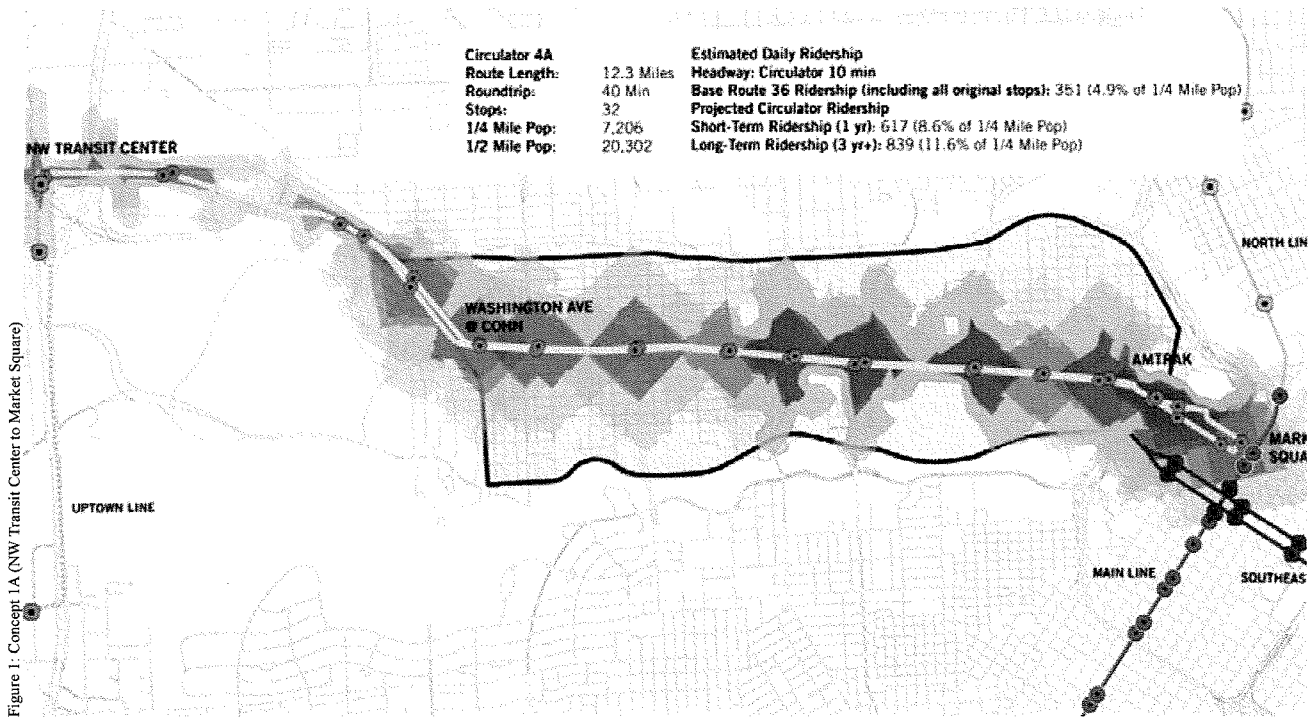 Circulator 4A
Route Length: 12.3 Miles
Roundtrip: 40 Min
Stops: 32
1/4 Mile Pop: 7,206
1/2 Mile Pop: 20,302
Estimated Daily Ridership
Headway: Circulator 10 min
Base Route 36 Ridership (including all original stops): 351 (4.9% of 1/4 Mile Pop)
Projected Circulator Ridership
Short-Term Ridership (1 yr): 617 (8.6% of 1/4 Mile Pop)
Long-Term Ridership (3 yr+): 839 (11.6% of 1/4 Mile Pop)
NW TRANSIT CENTER
NORTH LIN
WASHINGTON AVE
@ COHN
AMTRAK
MARK
SQUA
UPTOWN LINE
MAIN LINE
SOUTHEAS
Figure 1: Concept 1A (NW Transit Center to Market Square)